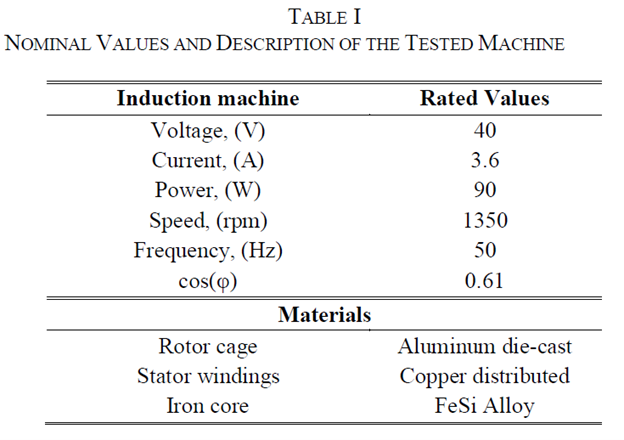 TABLE I
NOMINAL VALUES AND DESCRIPTION OF THE TESTED MACHINE
Induction machine Rated Values
Voltage, (V) 40
Current, (A) 3.6
Power, (W) 90
Speed, (rpm) 1350
Frequency, (Hz) 50
cos(φ) 0.61
Materials
Rotor cage Aluminum die-cast
Stator windings Copper distributed
Iron core FeSi Alloy